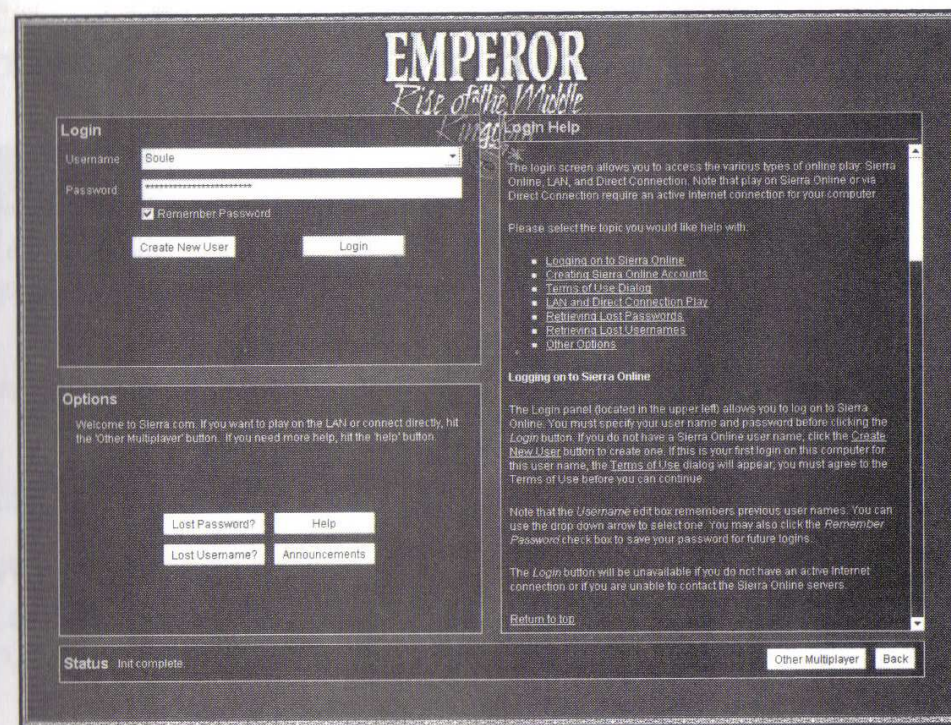 EMPEROR
Rise of the Middle
Kingdom
Login
Username
Soule
Password
***********************
Remember Password
Create New User
Login
Options
Welcome to Sierra.com. If you want to play on the LAN or connect directly, hit
the 'Other Multiplayer' button. If you need more help, hit the 'help' button.
Lost Password?
Help
Lost Username?
Announcements
Login Help
The login screen allows you to access the various types of online play: Sierra
Online, LAN, and Direct Connection. Note that play on Sierra Online or via
Direct Connection require an active Internet connection for your computer
Please select the topic you would like help with:
Logging on to Sierra Online
Creating Sierra Online Accounts
Terms of Use Dialog
LAN and Direct Connection Play
Retrieving Lost Passwords
Retrieving Lost Usernames
Other Options
Logging on to Sierra Online
The Login panel (located in the upper left) allows you to log on to Sierra
Online. You must specify your user name and password before clicking the
Login button. If you do not have a Sierra Online user name, click the Create
New User button to create one. If this is your first login on this computer for
this user name, the Terms of Use dialog will appear; you must agree to the
Terms of Use before you can continue.
Note that the Username edit box remembers previous user names. You can
use the drop down arrow to select one. You may also click the Remember
Password check box to save your password for future logins.
The Login button will be unavailable if you do not have an active Internet
connection or if you are unable to contact the Sierra Online servers.
Return to top
Status Init complete.
Other Multiplayer
Back